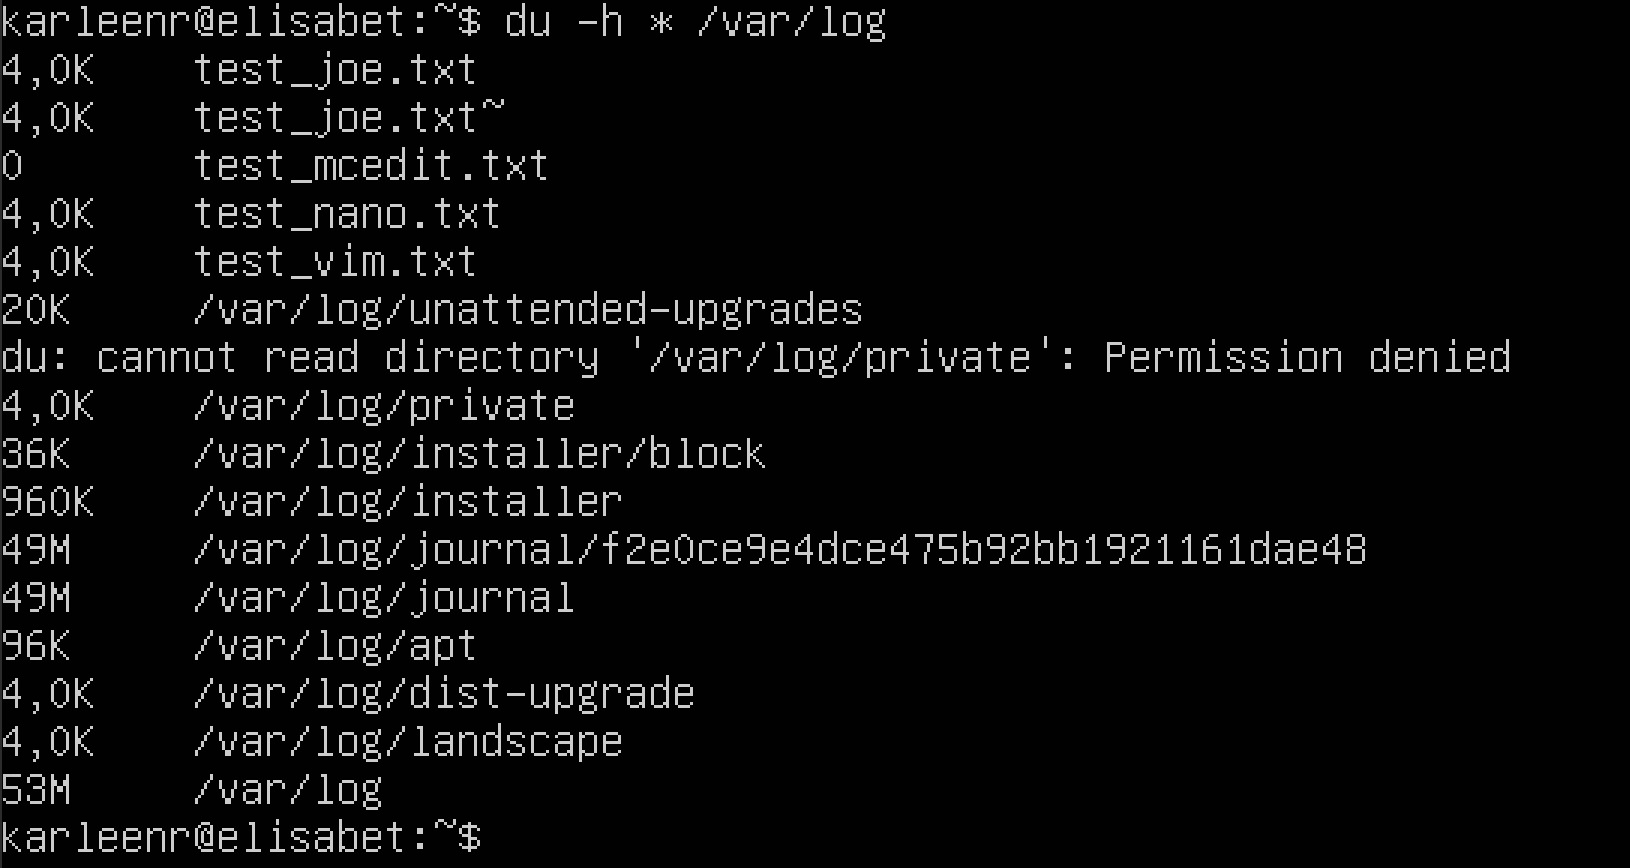 karleenr@elisabet:~$ du -h * /var/log
4,0K    test_joe.txt
4,0K    test_joe.txt~
0       test_mcedit.txt
4,0K    test_nano.txt
4,0K    test_vim.txt
20K     /var/log/unattended-upgrades
du: cannot read directory '/var/log/private': Permission denied
4,0K    /var/log/private
36K     /var/log/installer/block
960K    /var/log/installer
49M     /var/log/journal/f2e0ce9e4dce475b92bb1921161dae48
49M     /var/log/journal
96K     /var/log/apt
4,0K    /var/log/dist-upgrade
4,0K    /var/log/landscape
53M     /var/log
karleenr@elisabet:~$